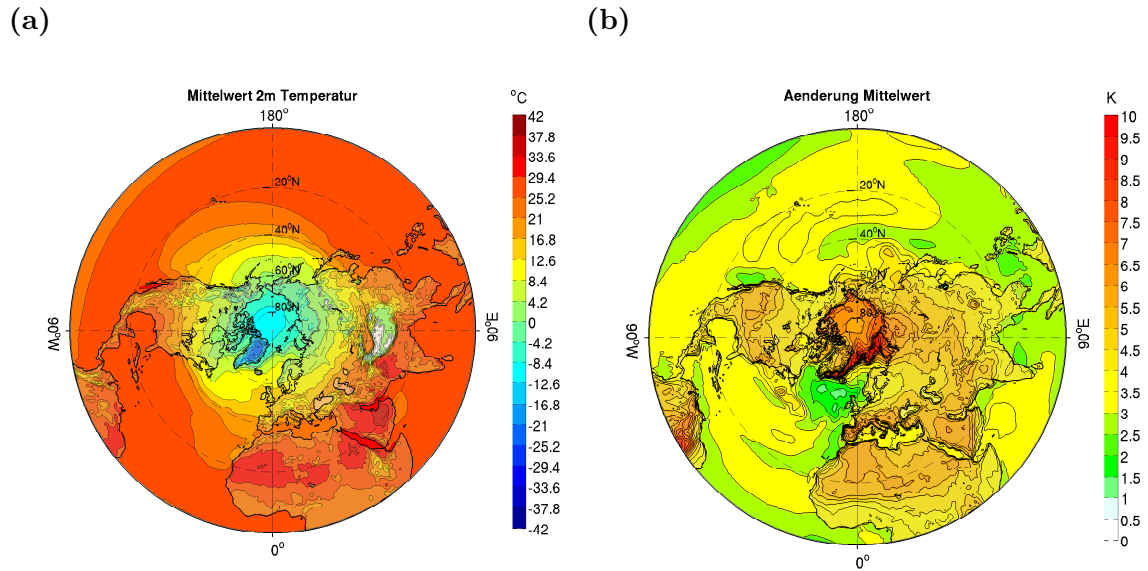 (a)
(b)
Mittelwert 2m Temperatur
180°
°C
42
37.8
33.6
29.4
25.2
21
16.8
12.6
8.4
4.2
0
-4.2
-8.4
-12.6
-16.8
-21
-25.2
-29.4
-33.6
-37.8
-42
20°N
40°N
60°N
80°N
90°W
90°E
0°
Aenderung Mittelwert
180°
K
10
9.5
9
8.5
8
7.5
7
6.5
6
5.5
5
4.5
4
3.5
3
2.5
2
1.5
1
0.5
0
20°N
40°N
60°N
80°N
90°W
90°E
0°